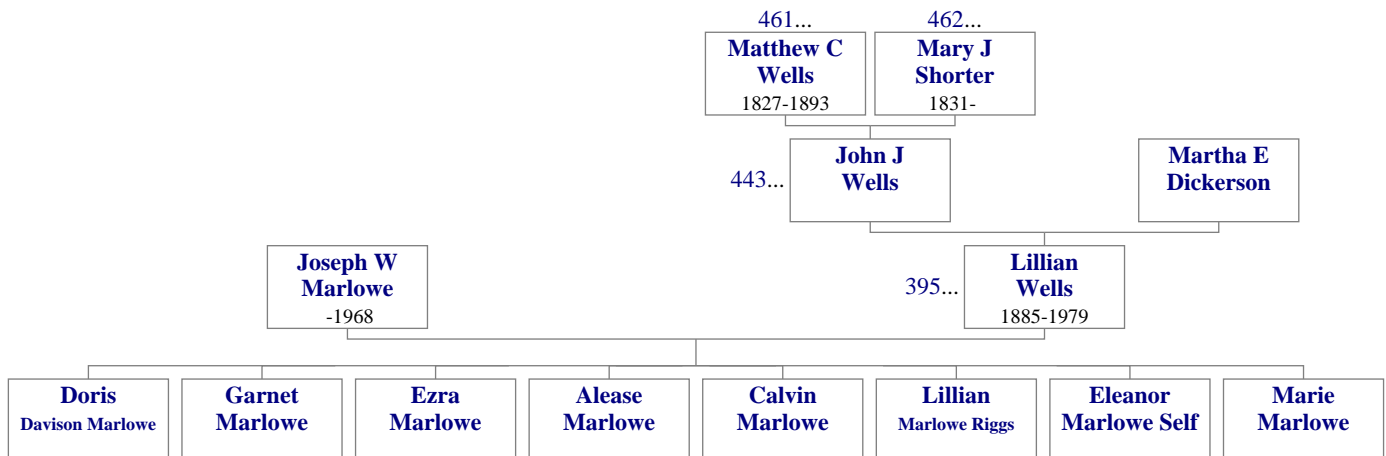 461...
462...
Matthew C
Wells
1827-1893
Mary J
Shorter
1831-
443...
John J
Wells
Martha E
Dickerson
Joseph W
Marlowe
-1968
395...
Lillian
Wells
1885-1979
Doris
Davison Marlowe
Garnet
Marlowe
Ezra
Marlowe
Alease
Marlowe
Calvin
Marlowe
Lillian
Marlowe Riggs
Eleanor
Marlowe Self
Marie
Marlowe